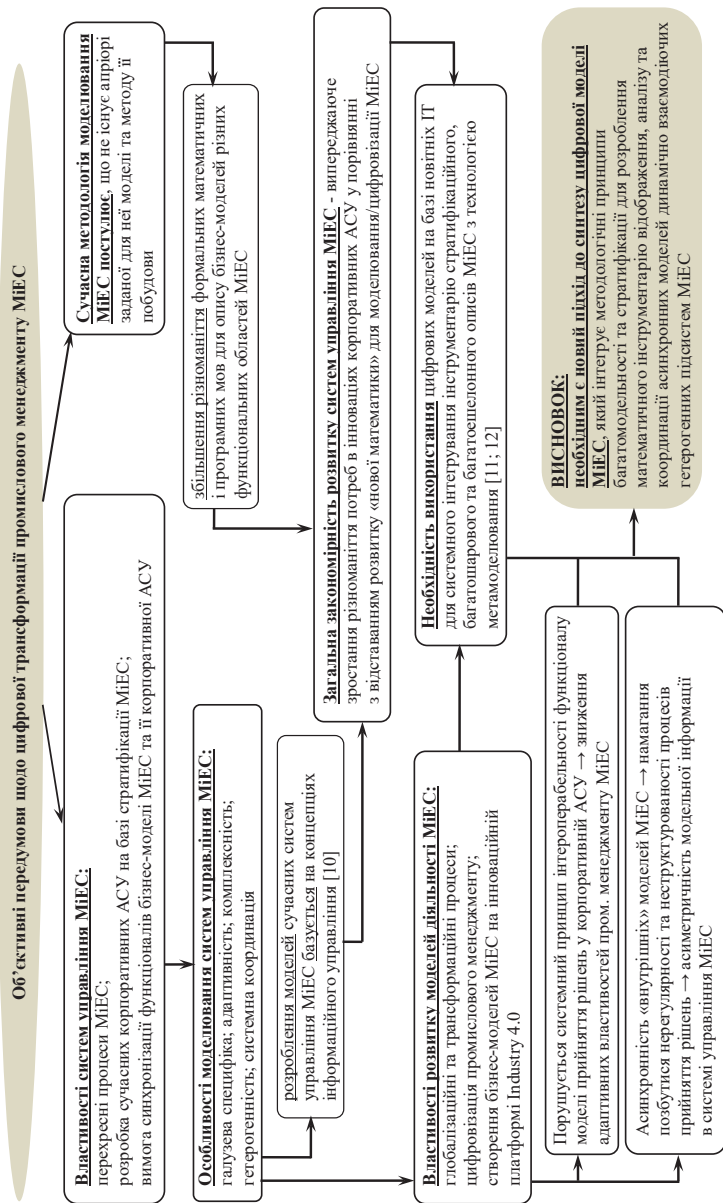 Об’єктивні передумови щодо цифрової трансформації промислового менеджменту МіЕС
Властивості систем управління МіЕС:
перехресні процеси МіЕС;
розробка сучасних корпоративних АСУ на базі стратифікації МіЕС;
вимога синхронізації функціоналів бізнес-моделі МіЕС та її корпоративної АСУ
Сучасна методологія моделювання
МіЕС постулює, що не існує апріорі
заданої для неї моделі та методу її
побудови
Особливості моделювання систем управління МіЕС:
галузева специфіка; адаптивність; комплексність;
гетерогенність; системна координація
збільшення різноманіття формальних математичних
і програмних мов для опису бізнес-моделей різних
функціональних областей МіЕС
розроблення моделей сучасних систем
управління МіЕС базується на концепціях
інформаційного управління [10]
Загальна закономірність розвитку систем управління МіЕС - випереджаюче
зростання різноманіття потреб в інноваціях корпоративних АСУ у порівнянні
з відставанням розвитку «нової математики» для моделювання/цифровізації МіЕС
Властивості розвитку моделей діяльності МіЕС:
глобалізаційні та трансформаційні процеси;
цифровізація промислового менеджменту;
створення бізнес-моделей МіЕС на інноваційній
платформі Industry 4.0
Необхідність використання цифрових моделей на базі новітніх ІТ
для системного інтегрування інструментарію стратифікаційного,
багатошарового та багатоешелонного описів МіЕС з технологією
метамоделювання [11; 12]
Порушується системний принцип інтероперабельності функціоналу
моделі прийняття рішень у корпоративній АСУ → зниження
адаптивних властивостей пром. менеджменту МіЕС
Асинхронність «внутрішніх» моделей МіЕС → намагання
позбутися нерегулярності та неструктурованості процесів
прийняття рішень → асиметричність модельної інформації
в системі управління МіЕС
ВИСНОВОК:
необхідним є новий підхід до синтезу цифрової моделі
МіЕС, який інтегрує методологічні принципи
багатомодельності та стратифікації для розроблення
математичного інструментарію відображення, аналізу та
координації асинхронних моделей динамічно взаємодіючих
гетерогенних підсистем МіЕС